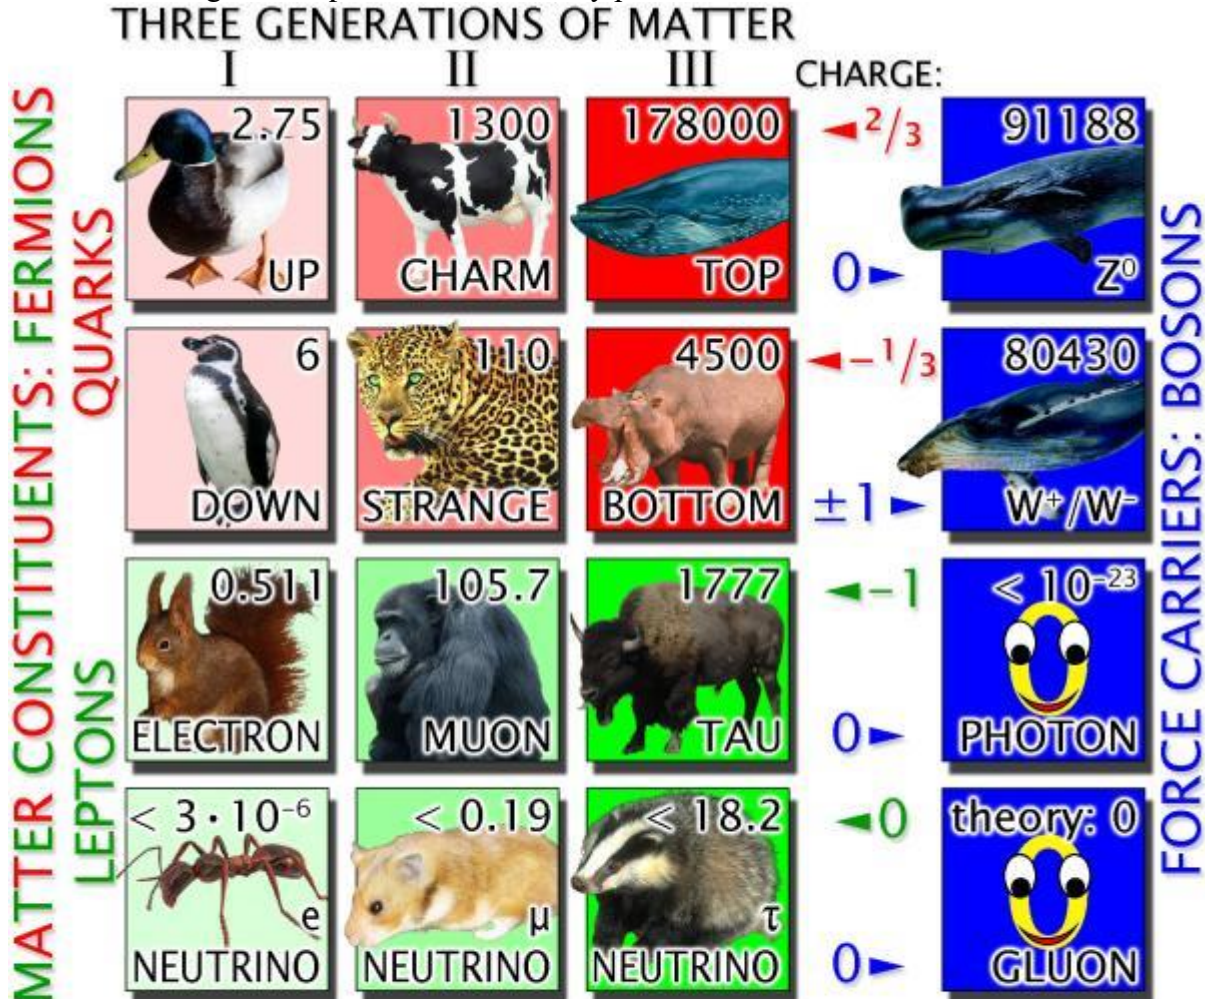 THREE GENERATIONS OF MATTER
I II III CHARGE:
MATTER CONSTITUENTS: FERMIONS
QUARKS
LEPTONS
2.75
UP
1300
CHARM
178000
TOP
◄ 2/3
0 ►
91188
Z⁰
6
DOWN
110
STRANGE
4500
BOTTOM
◄ -1/3
±1 ►
80430
W⁺/W⁻
0.511
ELECTRON
105.7
MUON
1777
TAU
◄ -1
0 ►
< 10⁻²³
PHOTON
< 3·10⁻⁶
e
NEUTRINO
< 0.19
μ
NEUTRINO
< 18.2
τ
NEUTRINO
◄ 0
0 ►
theory: 0
GLUON
FORCE CARRIERS: BOSONS